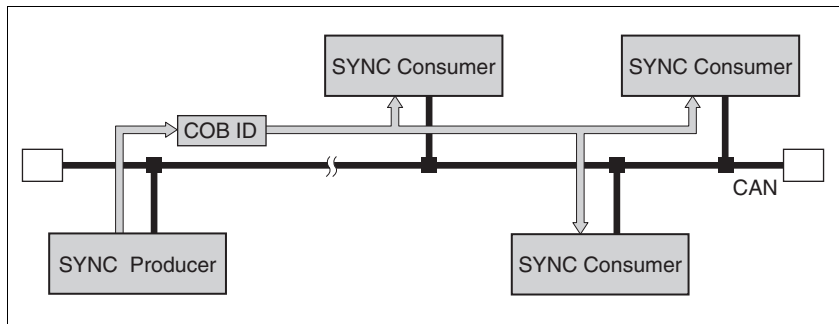 SYNC Consumer
SYNC Consumer
COB ID
CAN
SYNC Producer
SYNC Consumer